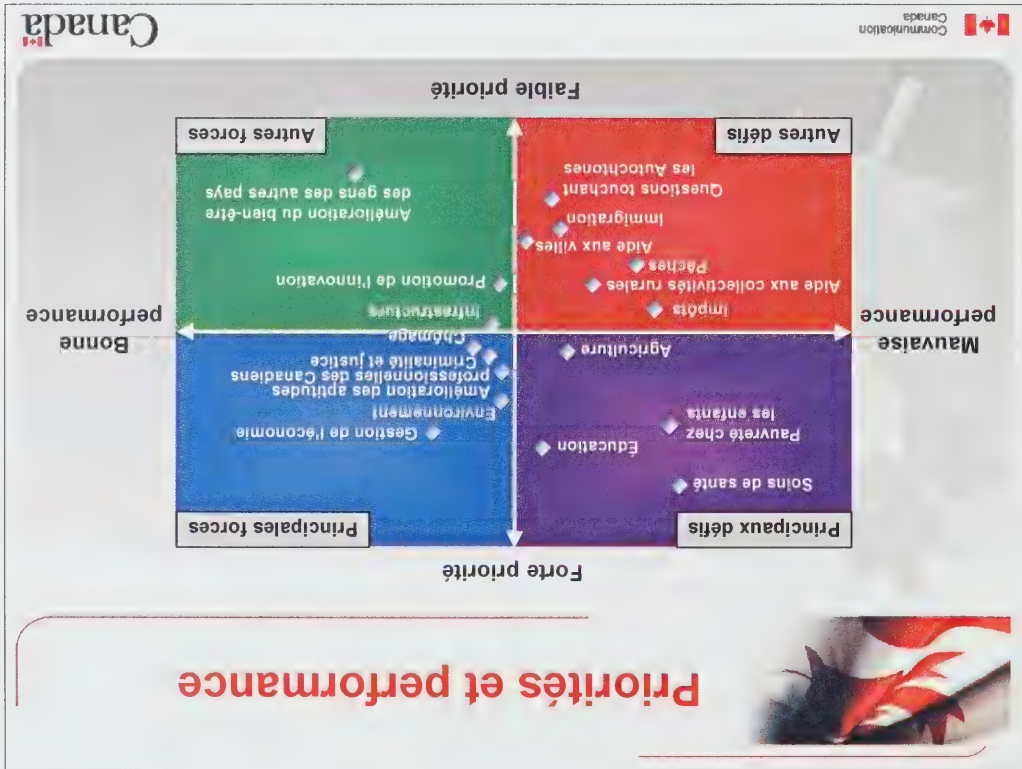 Priorités et performance
Forte priorité
Principaux défis
Principales forces
Soins de santé
Éducation
Pauvreté chez
les enfants
Agriculture
Gestion de l'économie
Environnement
Amélioration des aptitudes
professionnelles des Canadiens
Criminalité et justice
Chômage
Mauvaise
performance
Bonne
performance
Impôts
Aide aux collectivités rurales
Pêches
Aide aux villes
Immigration
Questions touchant
les Autochtones
Infrastructure
Promotion de l'innovation
Amélioration du bien-être
des gens des autres pays
Autres défis
Autres forces
Faible priorité
Communication
Canada
Canada